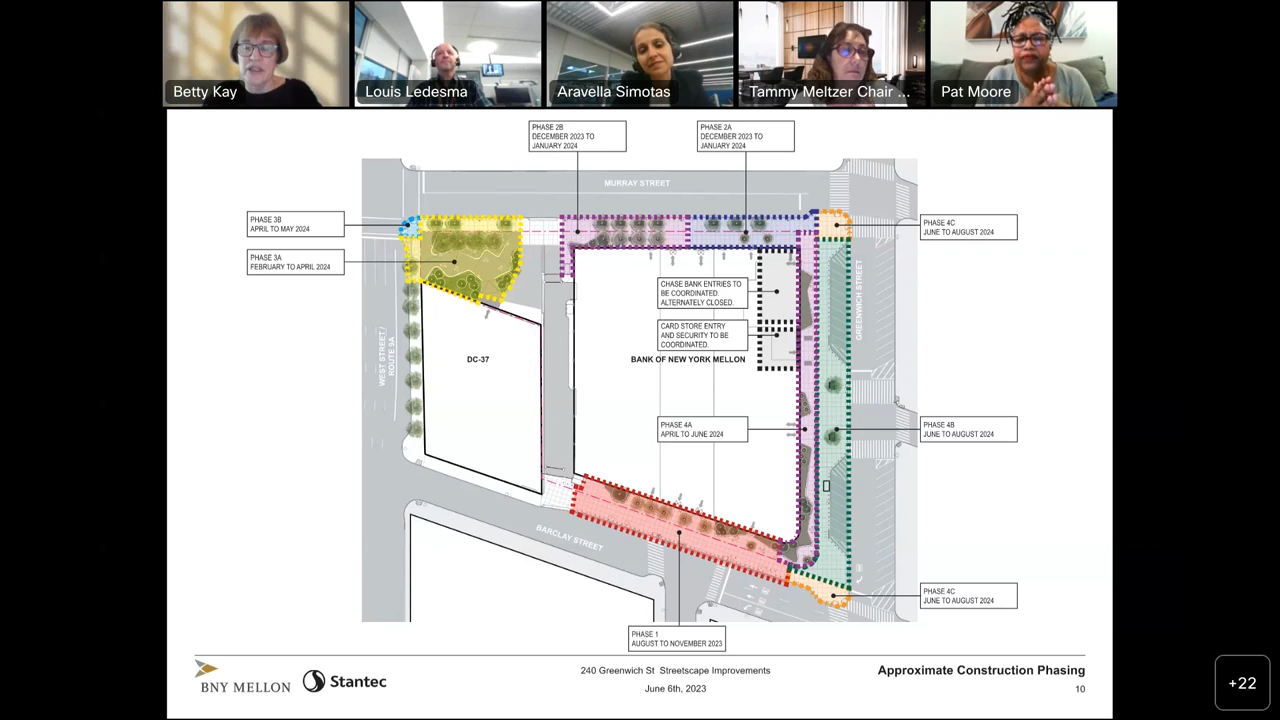 Betty Kay
Louis Ledesma
Aravella Simotas
Tammy Meltzer Chair ...
Pat Moore
PHASE 2B
DECEMBER 2023 TO
JANUARY 2024
PHASE 2A
DECEMBER 2023 TO
JANUARY 2024
MURRAY STREET
PHASE 3B
APRIL TO MAY 2024
PHASE 4C
JUNE TO AUGUST 2024
PHASE 3A
FEBRUARY TO APRIL 2024
CHASE BANK ENTRIES TO
BE COORDINATED.
ALTERNATELY CLOSED.
CARD STORE ENTRY
AND SECURITY TO BE
COORDINATED.
GREENWICH STREET
WEST STREET/
ROUTE 9A
DC-37
BANK OF NEW YORK MELLON
PHASE 4A
APRIL TO JUNE 2024
PHASE 4B
JUNE TO AUGUST 2024
BARCLAY STREET
PHASE 4C
JUNE TO AUGUST 2024
PHASE 1
AUGUST TO NOVEMBER 2023
BNY MELLON
Stantec
240 Greenwich St Streetscape Improvements
June 6th, 2023
Approximate Construction Phasing
10
+22